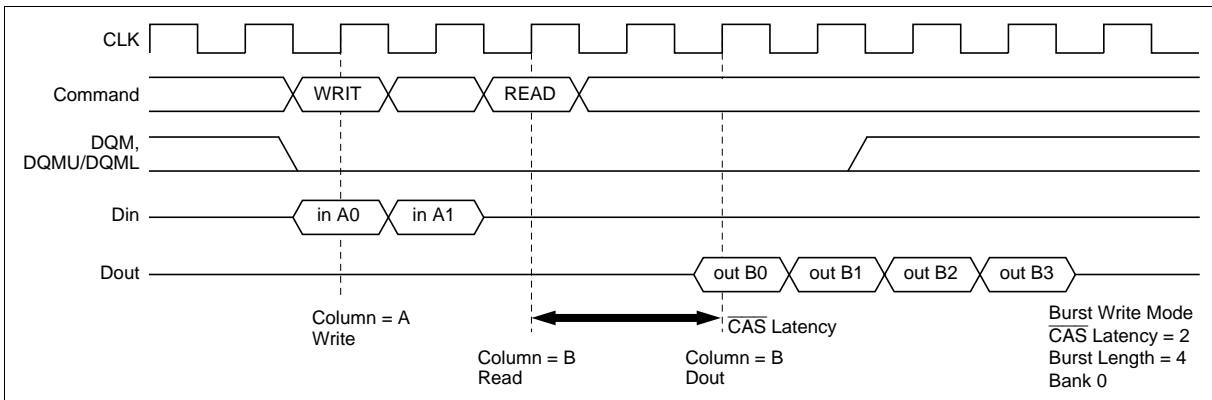 CLK
Command
WRIT
READ
DQM,
DQMU/DQML
Din
in A0
in A1
Dout
out B0
out B1
out B2
out B3
Column = A
Write
CAS Latency
Column = B
Read
Column = B
Dout
Burst Write Mode
CAS Latency = 2
Burst Length = 4
Bank 0